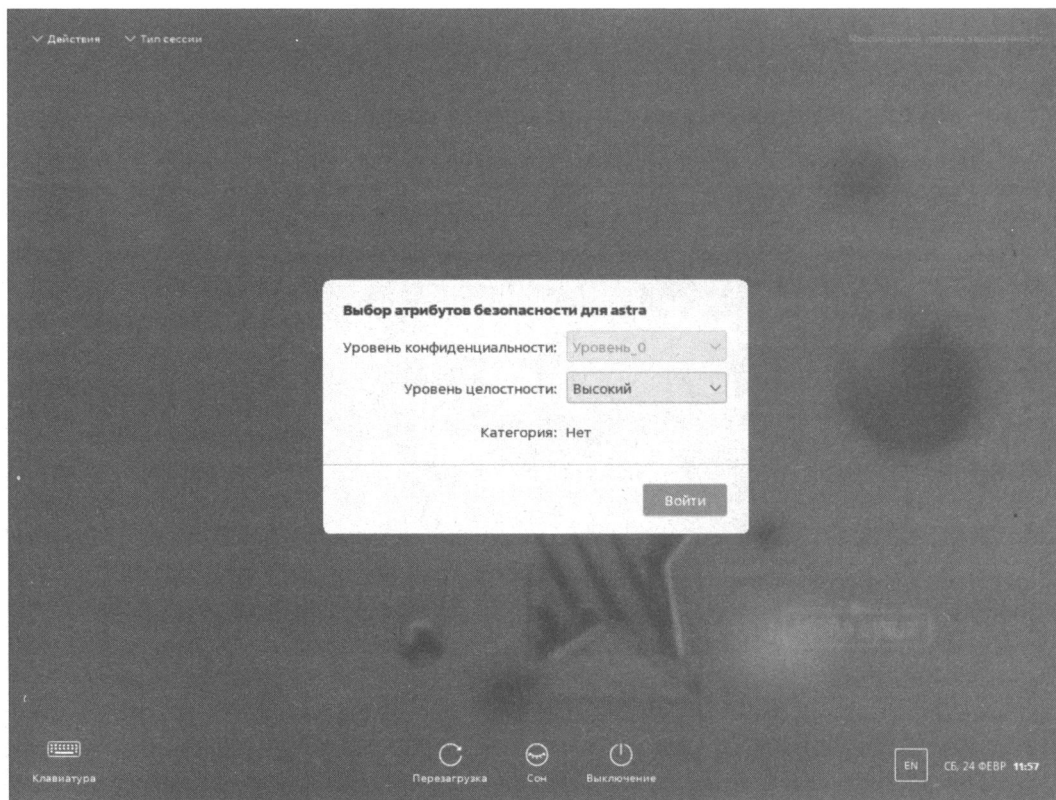 Действия Тип сессии
Выбор атрибутов безопасности для astra
Уровень конфиденциальности: Уровень_0
Уровень целостности: Высокий
Категория: Нет
Войти
Клавиатура
Перезагрузка
Сон
Выключение
EN
СБ, 24 ФЕВР 11:57